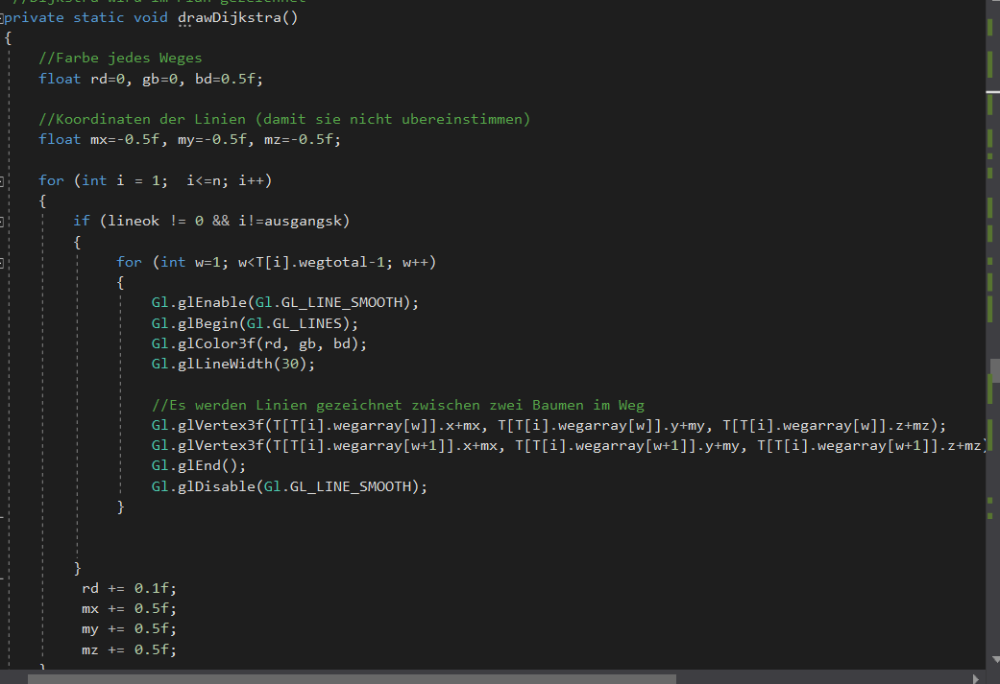 //Dijkstra wird im Plan gezeichnet
private static void drawDijkstra()
{
//Farbe jedes Weges
float rd=0, gb=0, bd=0.5f;
//Koordinaten der Linien (damit sie nicht ubereinstimmen)
float mx=-0.5f, my=-0.5f, mz=-0.5f;
for (int i = 1;  i<=n; i++)
{
if (lineok != 0 && i!=ausgangsk)
{
for (int w=1; w<T[i].wegtotal-1; w++)
{
Gl.glEnable(Gl.GL_LINE_SMOOTH);
Gl.glBegin(Gl.GL_LINES);
Gl.glColor3f(rd, gb, bd);
Gl.glLineWidth(30);
//Es werden Linien gezeichnet zwischen zwei Baumen im Weg
Gl.glVertex3f(T[T[i].wegarray[w]].x+mx, T[T[i].wegarray[w]].y+my, T[T[i].wegarray[w]].z+mz);
Gl.glVertex3f(T[T[i].wegarray[w+1]].x+mx, T[T[i].wegarray[w+1]].y+my, T[T[i].wegarray[w+1]].z+mz)
Gl.glEnd();
Gl.glDisable(Gl.GL_LINE_SMOOTH);
}
}
rd += 0.1f;
mx += 0.5f;
my += 0.5f;
mz += 0.5f;
}